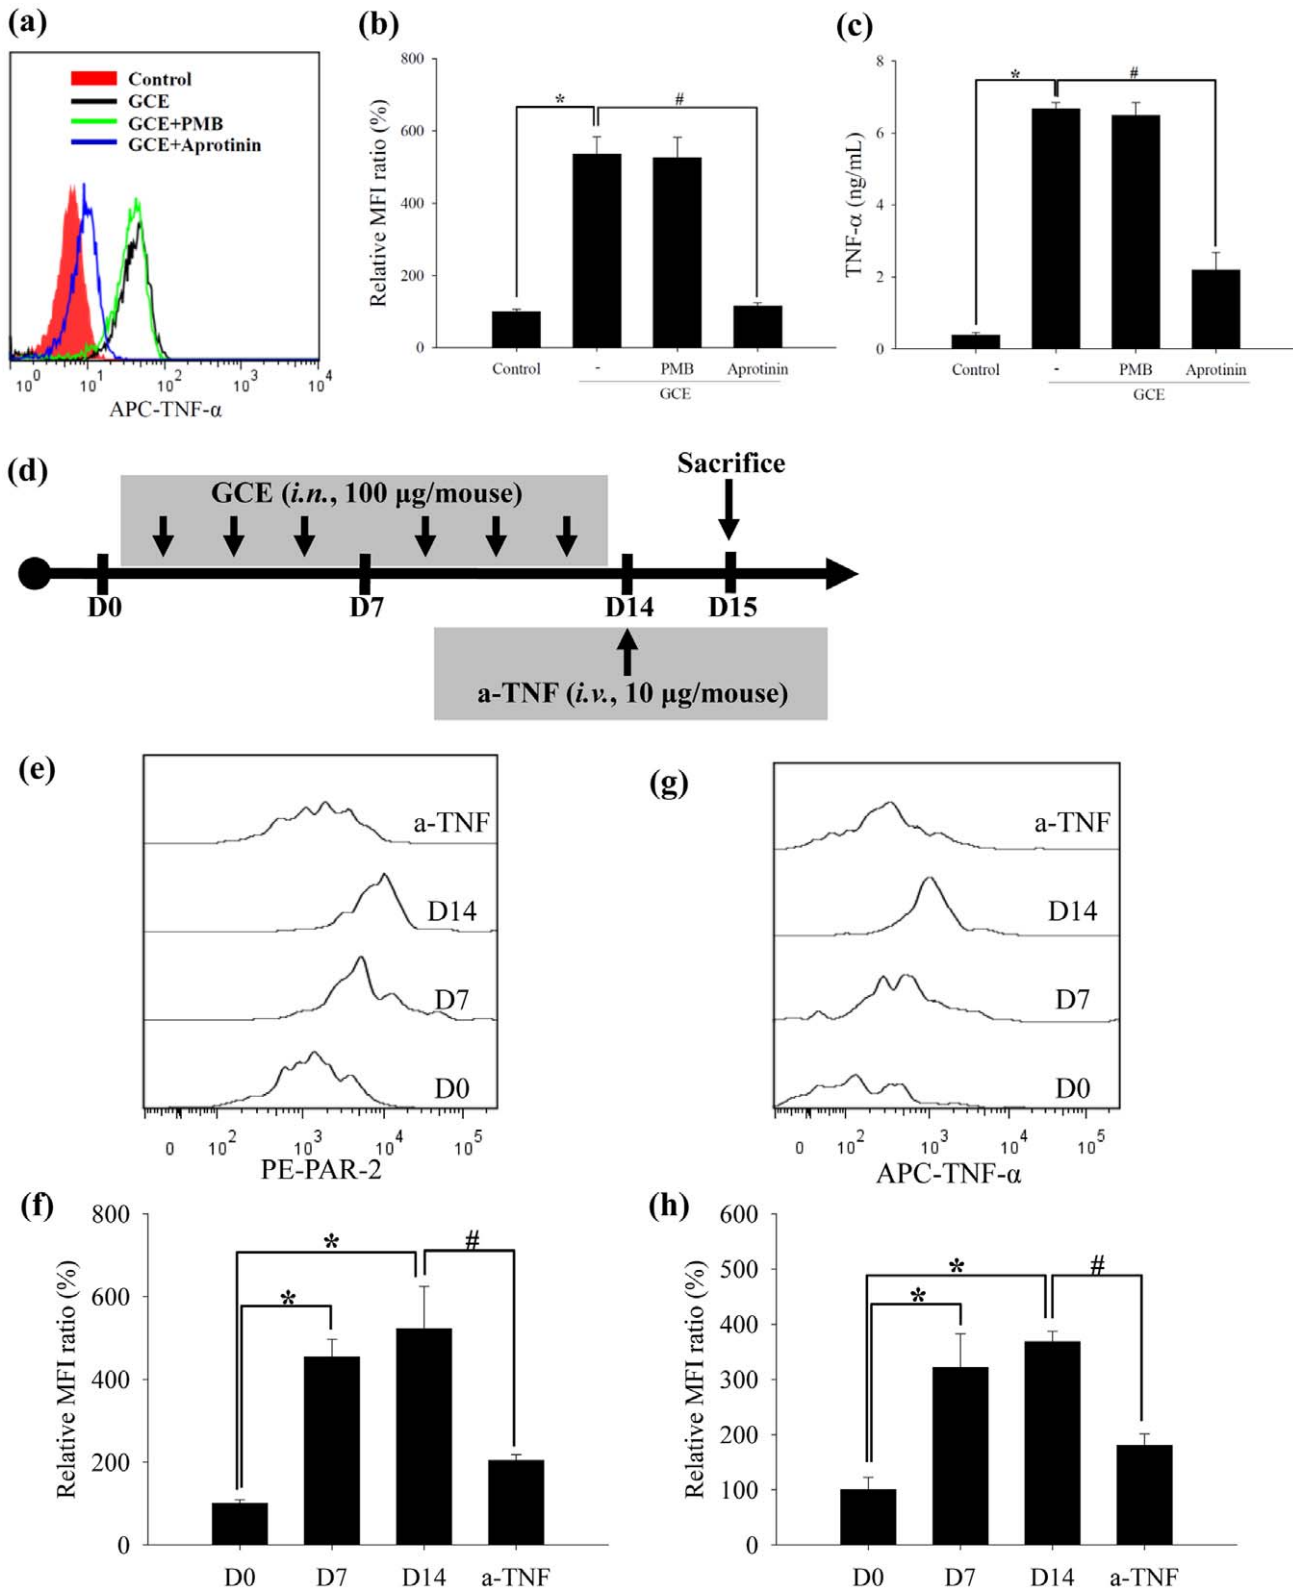 (a)
Control
GCE
GCE+PMB
GCE+Aprotinin
10^0 10^1 10^2 10^3 10^4
APC-TNF-α
(b)
Relative MFI ratio (%)
800
600
400
200
0
Control - PMB Aprotinin
GCE
(c)
TNF-α (ng/mL)
8
6
4
2
0
Control - PMB Aprotinin
GCE
* #
* #
(d)
GCE (i.n., 100 μg/mouse)
Sacrifice
D0 D7 D14 D15
a-TNF (i.v., 10 μg/mouse)
(e)
a-TNF
D14
D7
D0
0 10^2 10^3 10^4 10^5
PE-PAR-2
(g)
a-TNF
D14
D7
D0
0 10^2 10^3 10^4 10^5
APC-TNF-α
(f)
Relative MFI ratio (%)
800
600
400
200
0
* #
*
D0 D7 D14 a-TNF
(h)
Relative MFI ratio (%)
600
500
400
300
200
100
0
* #
*
D0 D7 D14 a-TNF